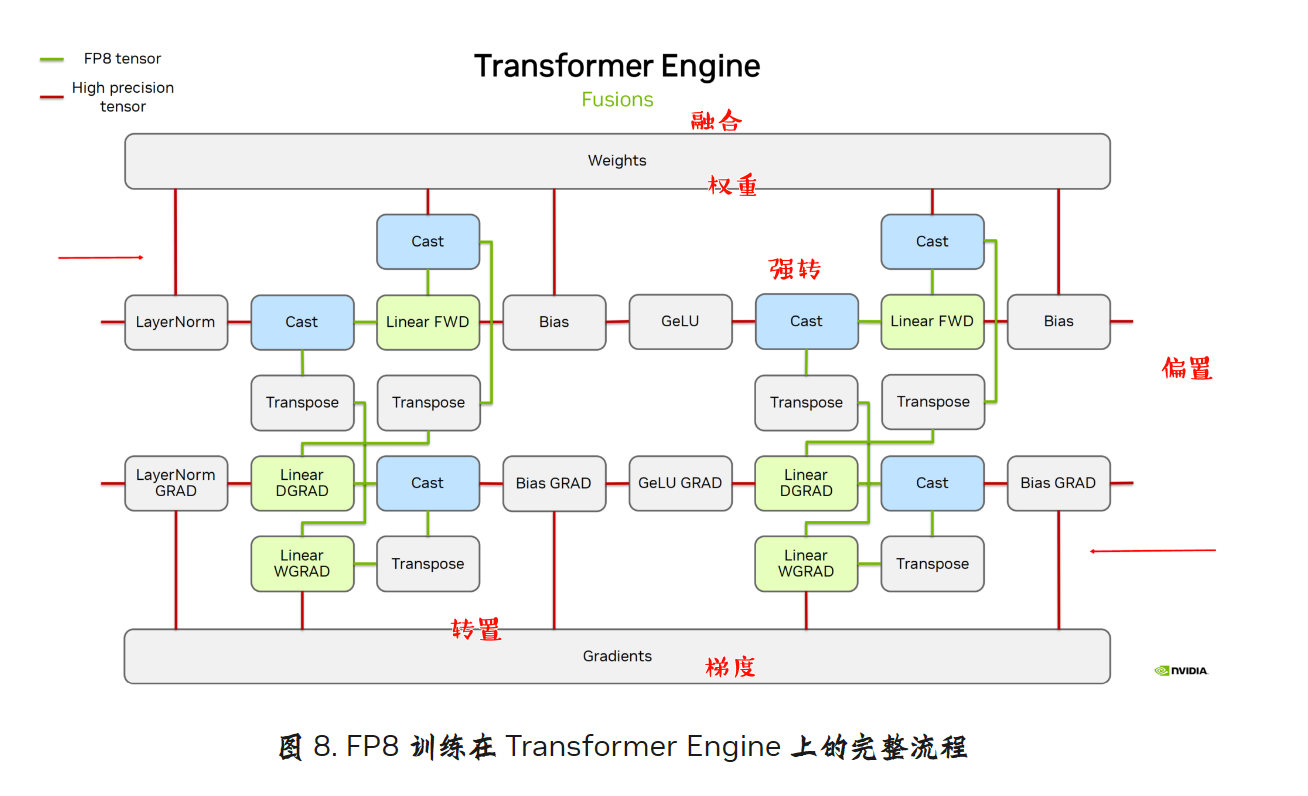 FP8 tensor
High precision
tensor
Transformer Engine
Fusions
融合
Weights
权重
Cast
Cast
强转
LayerNorm
Cast
Linear FWD
Bias
GeLU
Cast
Linear FWD
Bias
偏置
Transpose
Transpose
Transpose
Transpose
LayerNorm
GRAD
Linear
DGRAD
Cast
Bias GRAD
GeLU GRAD
Linear
DGRAD
Cast
Bias GRAD
Linear
WGRAD
Transpose
Linear
WGRAD
Transpose
转置
Gradients
梯度
NVIDIA
图 8. FP8 训练在 Transformer Engine 上的完整流程